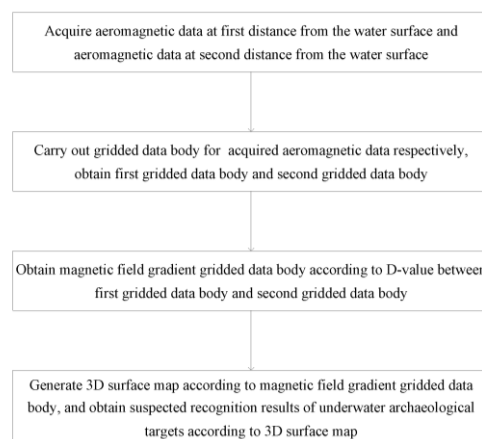 Acquire aeromagnetic data at first distance from the water surface and
aeromagnetic data at second distance from the water surface
Carry out gridded data body for acquired aeromagnetic data respectively,
obtain first gridded data body and second gridded data body
Obtain magnetic field gradient gridded data body according to D-value between
first gridded data body and second gridded data body
Generate 3D surface map according to magnetic field gradient gridded data
body, and obtain suspected recognition results of underwater archaeological
targets according to 3D surface map